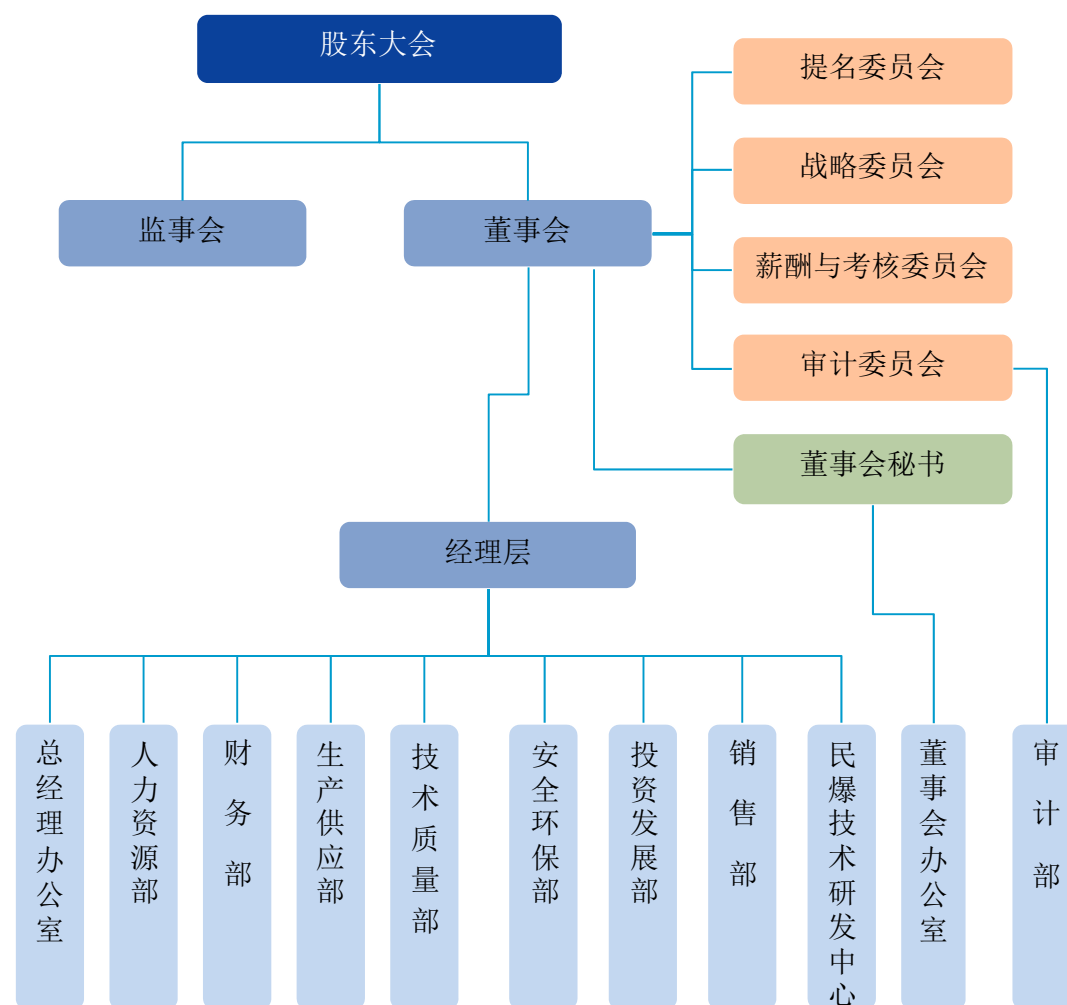 股东大会
提名委员会
战略委员会
监事会
董事会
薪酬与考核委员会
审计委员会
董事会秘书
经理层
总经理办公室
人力资源部
财务部
生产供应部
技术质量部
安全环保部
投资发展部
销售部
民爆技术研发中心
董事会办公室
审计部